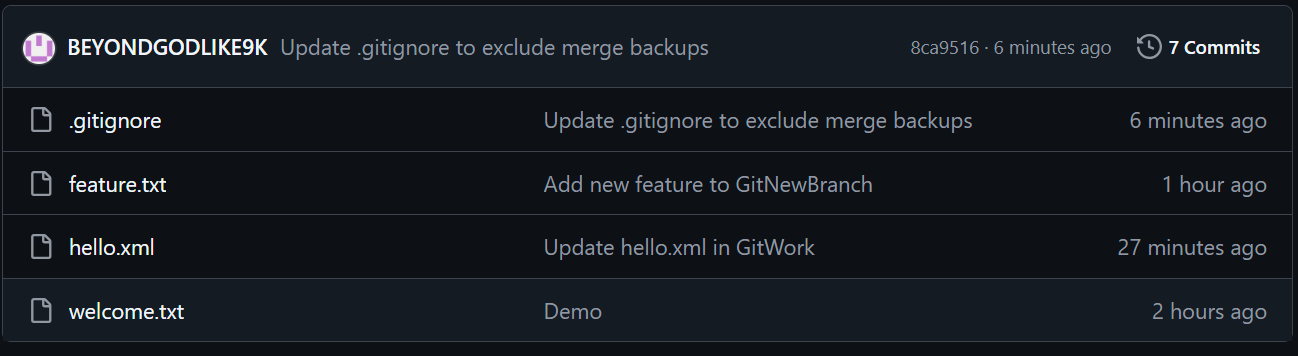 BEYONDGODLIKE9K Update .gitignore to exclude merge backups 8ca9516 · 6 minutes ago 7 Commits
.gitignore Update .gitignore to exclude merge backups 6 minutes ago
feature.txt Add new feature to GitNewBranch 1 hour ago
hello.xml Update hello.xml in GitWork 27 minutes ago
welcome.txt Demo 2 hours ago